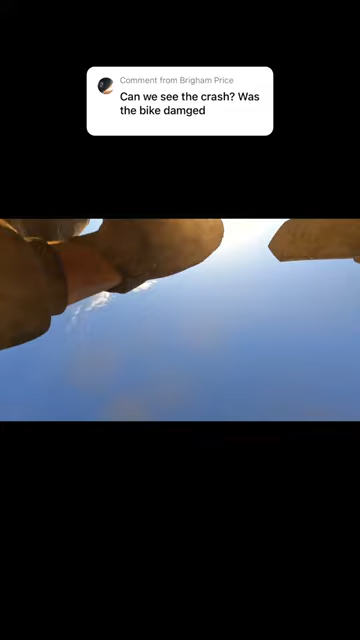 Comment from Brigham Price
Can we see the crash? Was
the bike damged